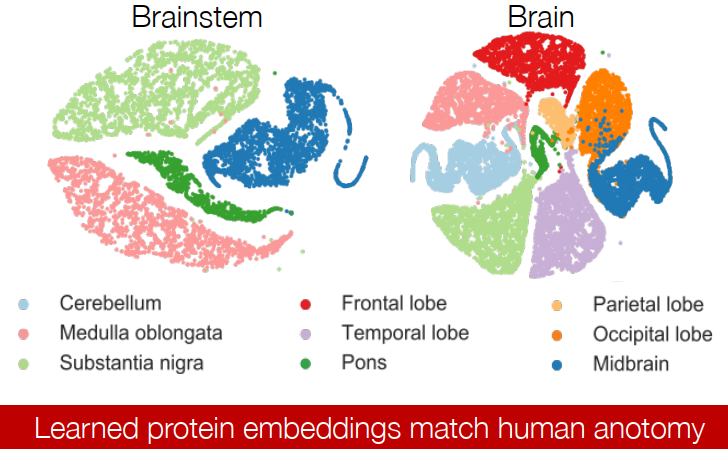 Brainstem Brain
Cerebellum Frontal lobe Parietal lobe
Medulla oblongata Temporal lobe Occipital lobe
Substantia nigra Pons Midbrain
Learned protein embeddings match human anotomy